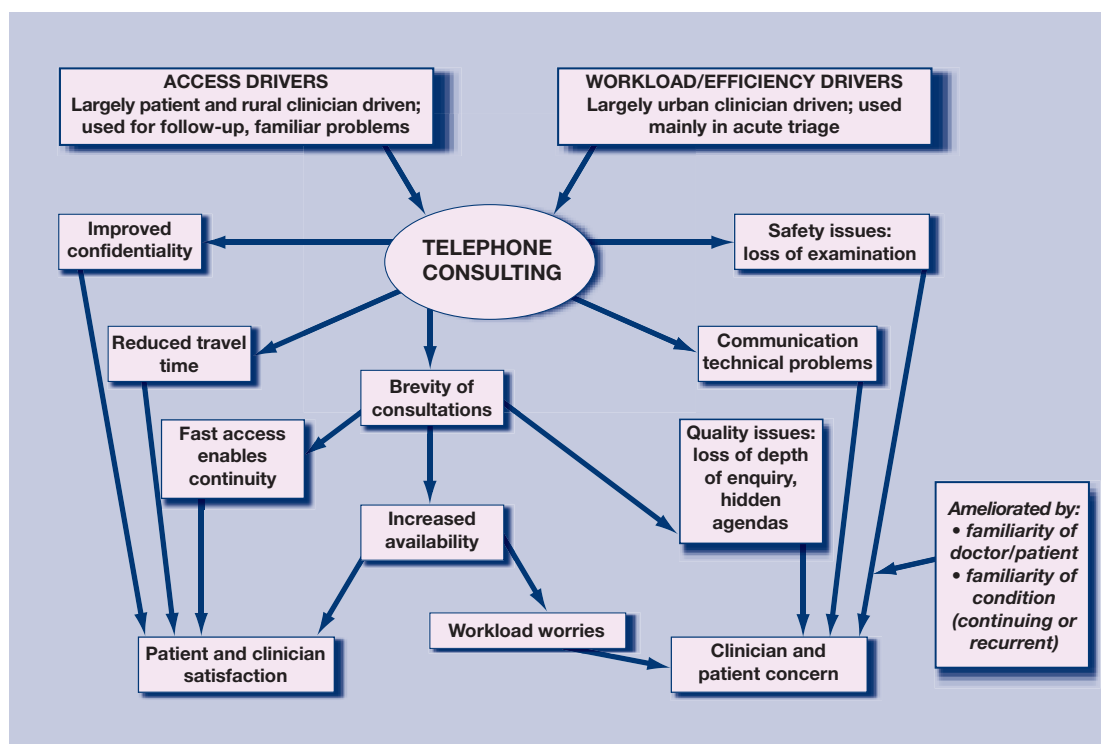 ACCESS DRIVERS
Largely patient and rural clinician driven;
used for follow-up, familiar problems
WORKLOAD/EFFICIENCY DRIVERS
Largely urban clinician driven; used
mainly in acute triage
TELEPHONE
CONSULTING
Improved
confidentiality
Safety issues:
loss of examination
Reduced travel
time
Communication
technical problems
Brevity of
consultations
Fast access
enables
continuity
Quality issues:
loss of depth
of enquiry,
hidden
agendas
Increased
availability
Ameliorated by:
• familiarity of
doctor/patient
• familiarity of
condition
(continuing or
recurrent)
Workload worries
Patient and clinician
satisfaction
Clinician and
patient concern